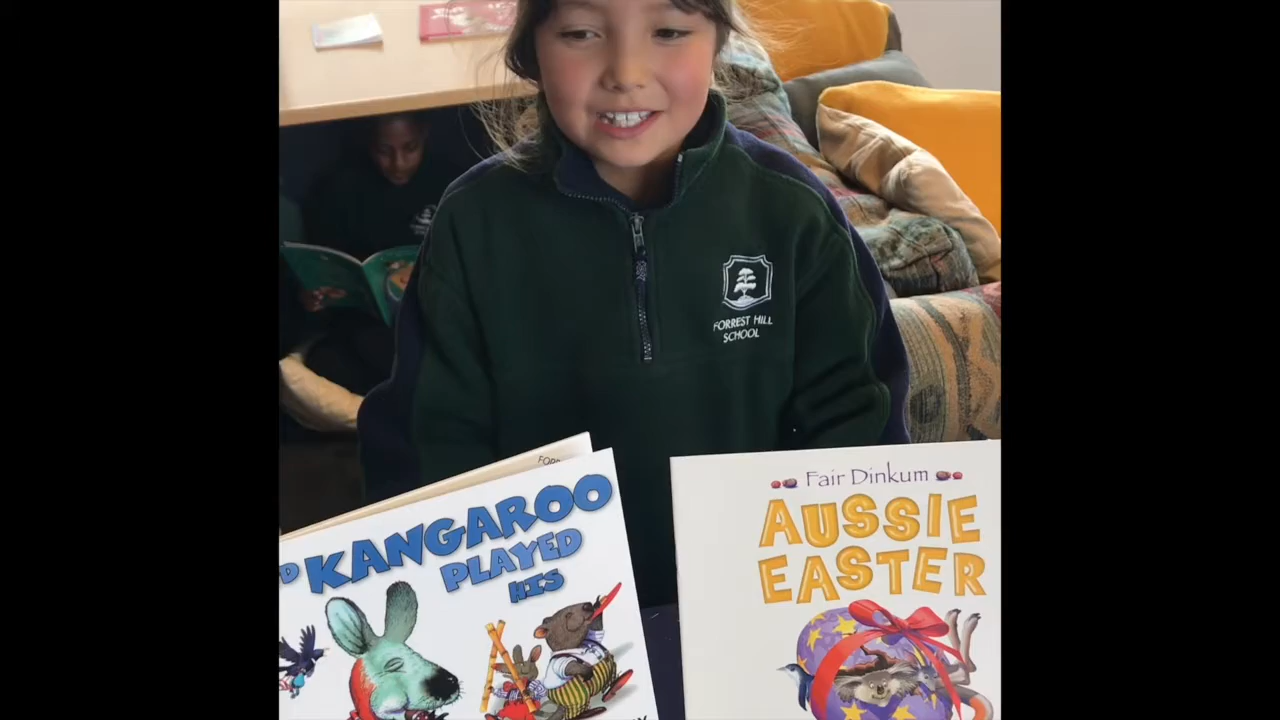 FORREST HILL
SCHOOL
KANGAROO
PLAYED
HIS
Fair Dinkum
AUSSIE
EASTER